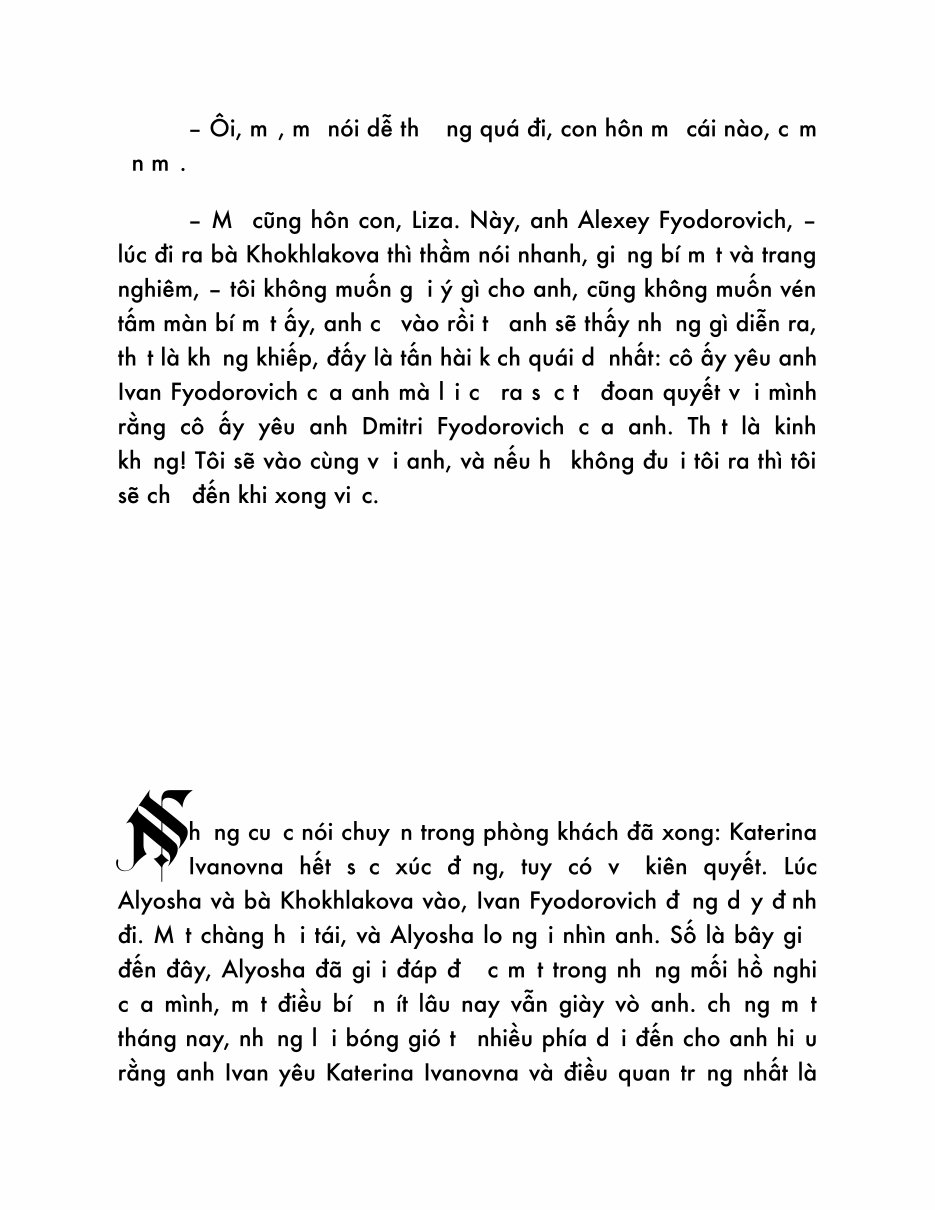 – Ôi, m , m nói dễ th ng quá đi, con hôn m cái nào, c m
n m .
– M cũng hôn con, Liza. Này, anh Alexey Fyodorovich, –
lúc đi ra bà Khokhlakova thì thầm nói nhanh, gi ng bí m t và trang
nghiêm, – tôi không muốn g i ý gì cho anh, cũng không muốn vén
tấm màn bí m t ấy, anh c vào rồi t anh sẽ thấy nh ng gì diễn ra,
th t là kh ng khiếp, đấy là tấn hài k ch quái d nhất: cô ấy yêu anh
Ivan Fyodorovich c a anh mà l i c ra s c t đoan quyết v i mình
rằng cô ấy yêu anh Dmitri Fyodorovich c a anh. Th t là kinh
kh ng! Tôi sẽ vào cùng v i anh, và nếu h không đu i tôi ra thì tôi
sẽ ch đến khi xong vi c.
Nh ng cu c nói chuy n trong phòng khách đã xong: Katerina
Ivanovna hết s c xúc đ ng, tuy có v kiên quyết. Lúc
Alyosha và bà Khokhlakova vào, Ivan Fyodorovich đ ng d y đ nh
đi. M t chàng h i tái, và Alyosha lo ng i nhìn anh. Số là bây gi
đến đây, Alyosha đã gi i đáp đ c m t trong nh ng mối hồ nghi
c a mình, m t điều bí n ít lâu nay vẫn giày vò anh. ch ng m t
tháng nay, nh ng l i bóng gió t nhiều phía d i đến cho anh hi u
rằng anh Ivan yêu Katerina Ivanovna và điều quan tr ng nhất là